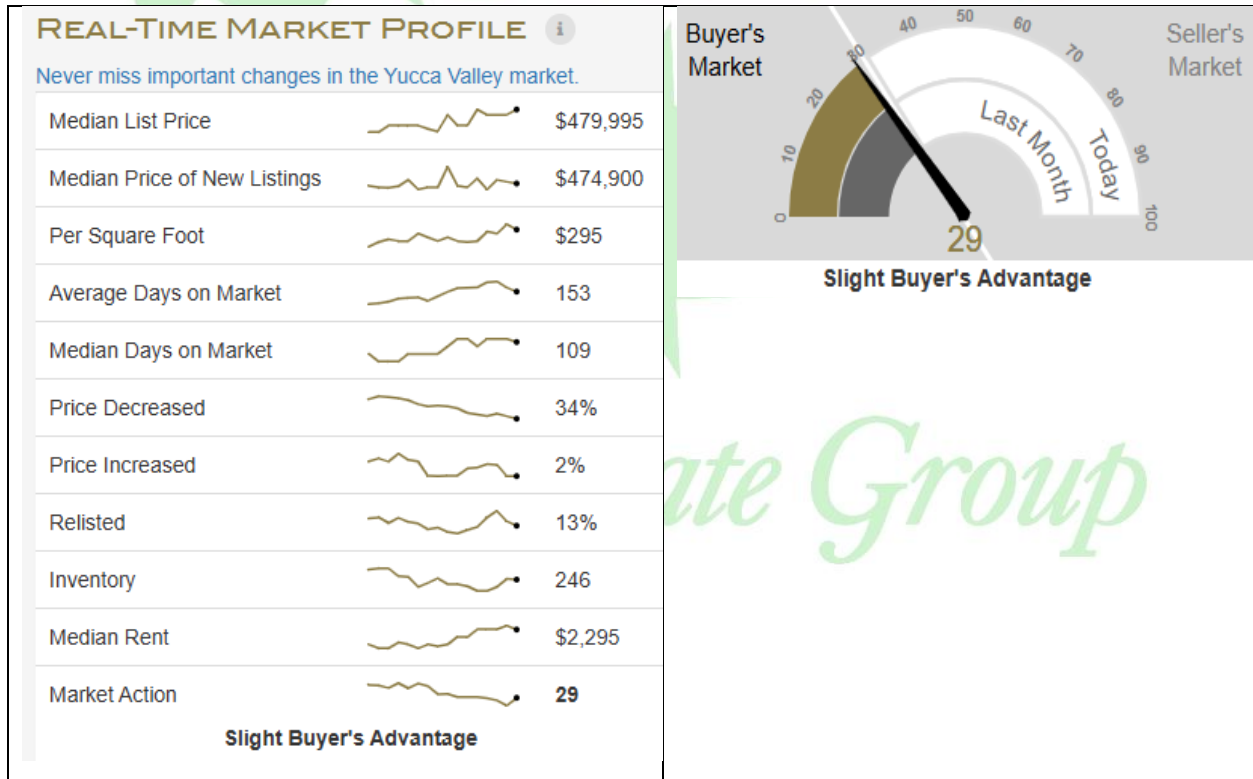 REAL-TIME MARKET PROFILE i
Never miss important changes in the Yucca Valley market.
Median List Price $479,995
Median Price of New Listings $474,900
Per Square Foot $295
Average Days on Market 153
Median Days on Market 109
Price Decreased 34%
Price Increased 2%
Relisted 13%
Inventory 246
Median Rent $2,295
Market Action 29
Slight Buyer's Advantage
Buyer's
Market
Seller's
Market
0
10
20
30
40
50
60
70
80
90
100
Last Month
Today
29
Slight Buyer's Advantage
ate Group